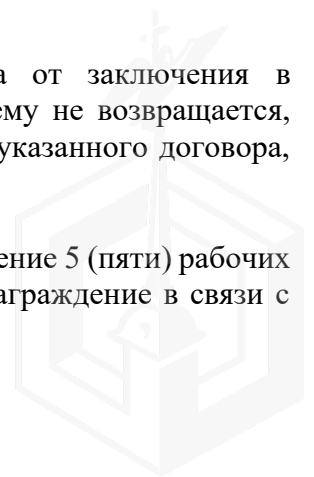 а от заключения в
ему не возвращается,
указанного договора,
ение 5 (пяти) рабочих
аграждение в связи с